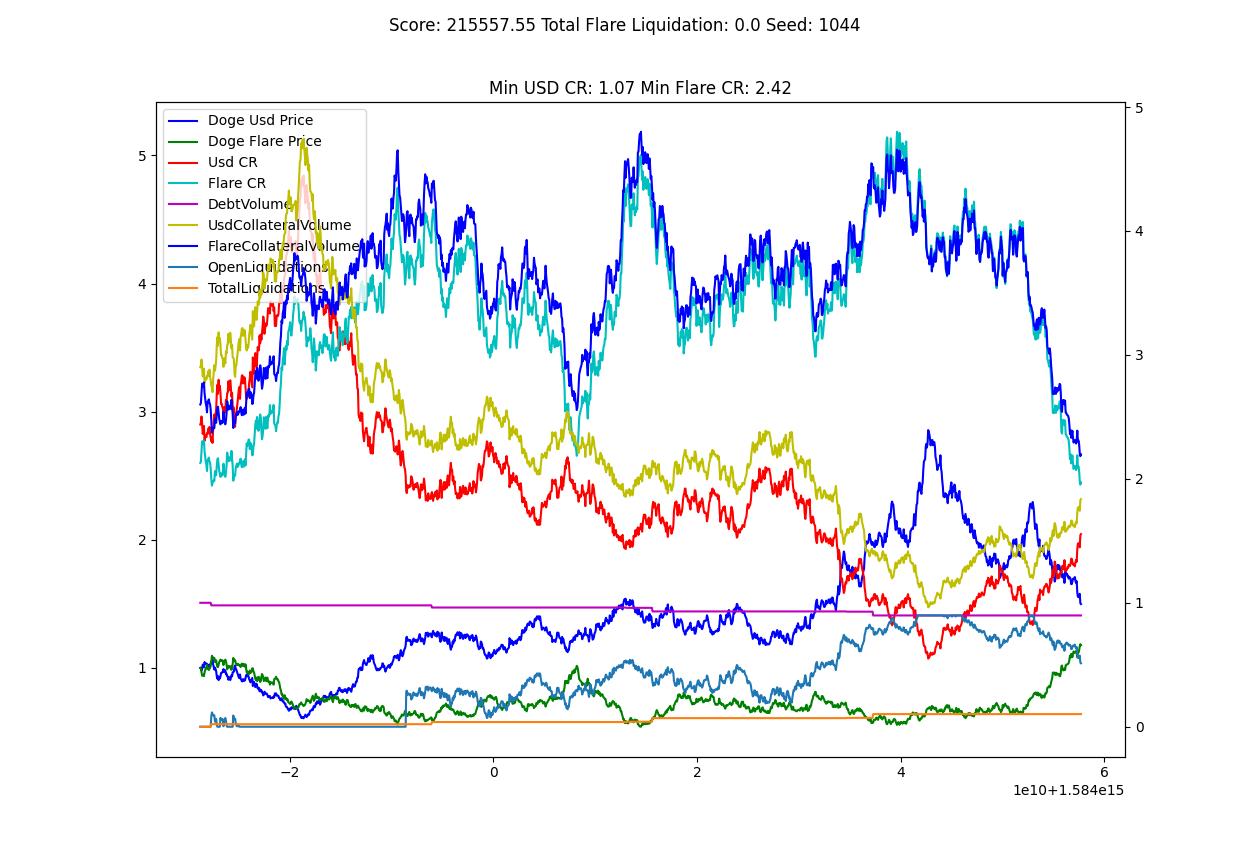 Score: 215557.55 Total Flare Liquidation: 0.0 Seed: 1044
Min USD CR: 1.07 Min Flare CR: 2.42
Doge Usd Price
Doge Flare Price
Usd CR
Flare CR
DebtVolume
UsdCollateralVolume
FlareCollateralVolume
OpenLiquidations
TotalLiquidations
5
4
3
2
1
5
4
3
2
1
0
−2
0
2
4
6
1e10+1.584e15